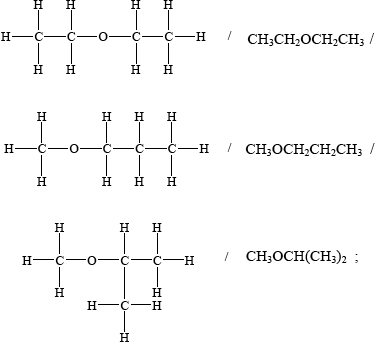 H H H H
H C C O C C H / CH3CH2OCH2CH3 /
H H H H
H H H H
H C O C C C H / CH3OCH2CH2CH3 /
H H H H
H H H
H C O C C H / CH3OCH(CH3)2 ;
H H
H C H
H